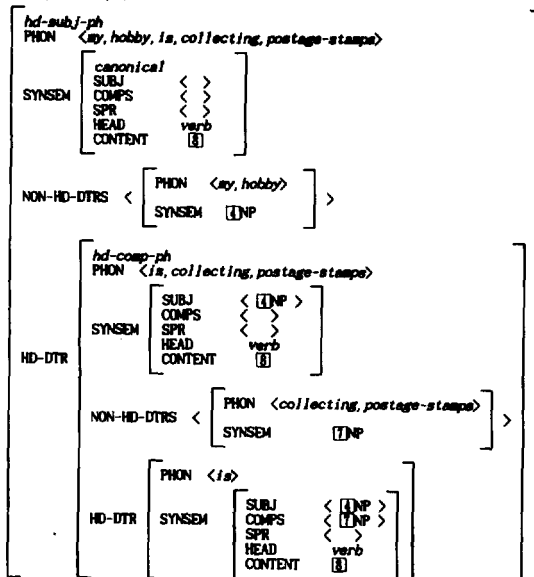 hd-subj-ph
PHON <my, hobby, is, collecting, postage-stamps>
canonical
SUBJ < >
COMPS < >
SYNSEM SPR < >
HEAD verb
CONTENT [8]
PHON <my, hobby>
NON-HD-DTRS < >
SYNSEM [4]NP
hd-comp-ph
PHON <is, collecting, postage-stamps>
SUBJ < [4]NP >
COMPS < >
SYNSEM SPR < >
HEAD verb
HD-DTR CONTENT [8]
PHON <collecting, postage-stamps>
NON-HD-DTRS < >
SYNSEM [7]NP
PHON <is>
SUBJ < [4]NP >
HD-DTR SYNSEM COMPS < [7]NP >
SPR < >
HEAD verb
CONTENT [8]